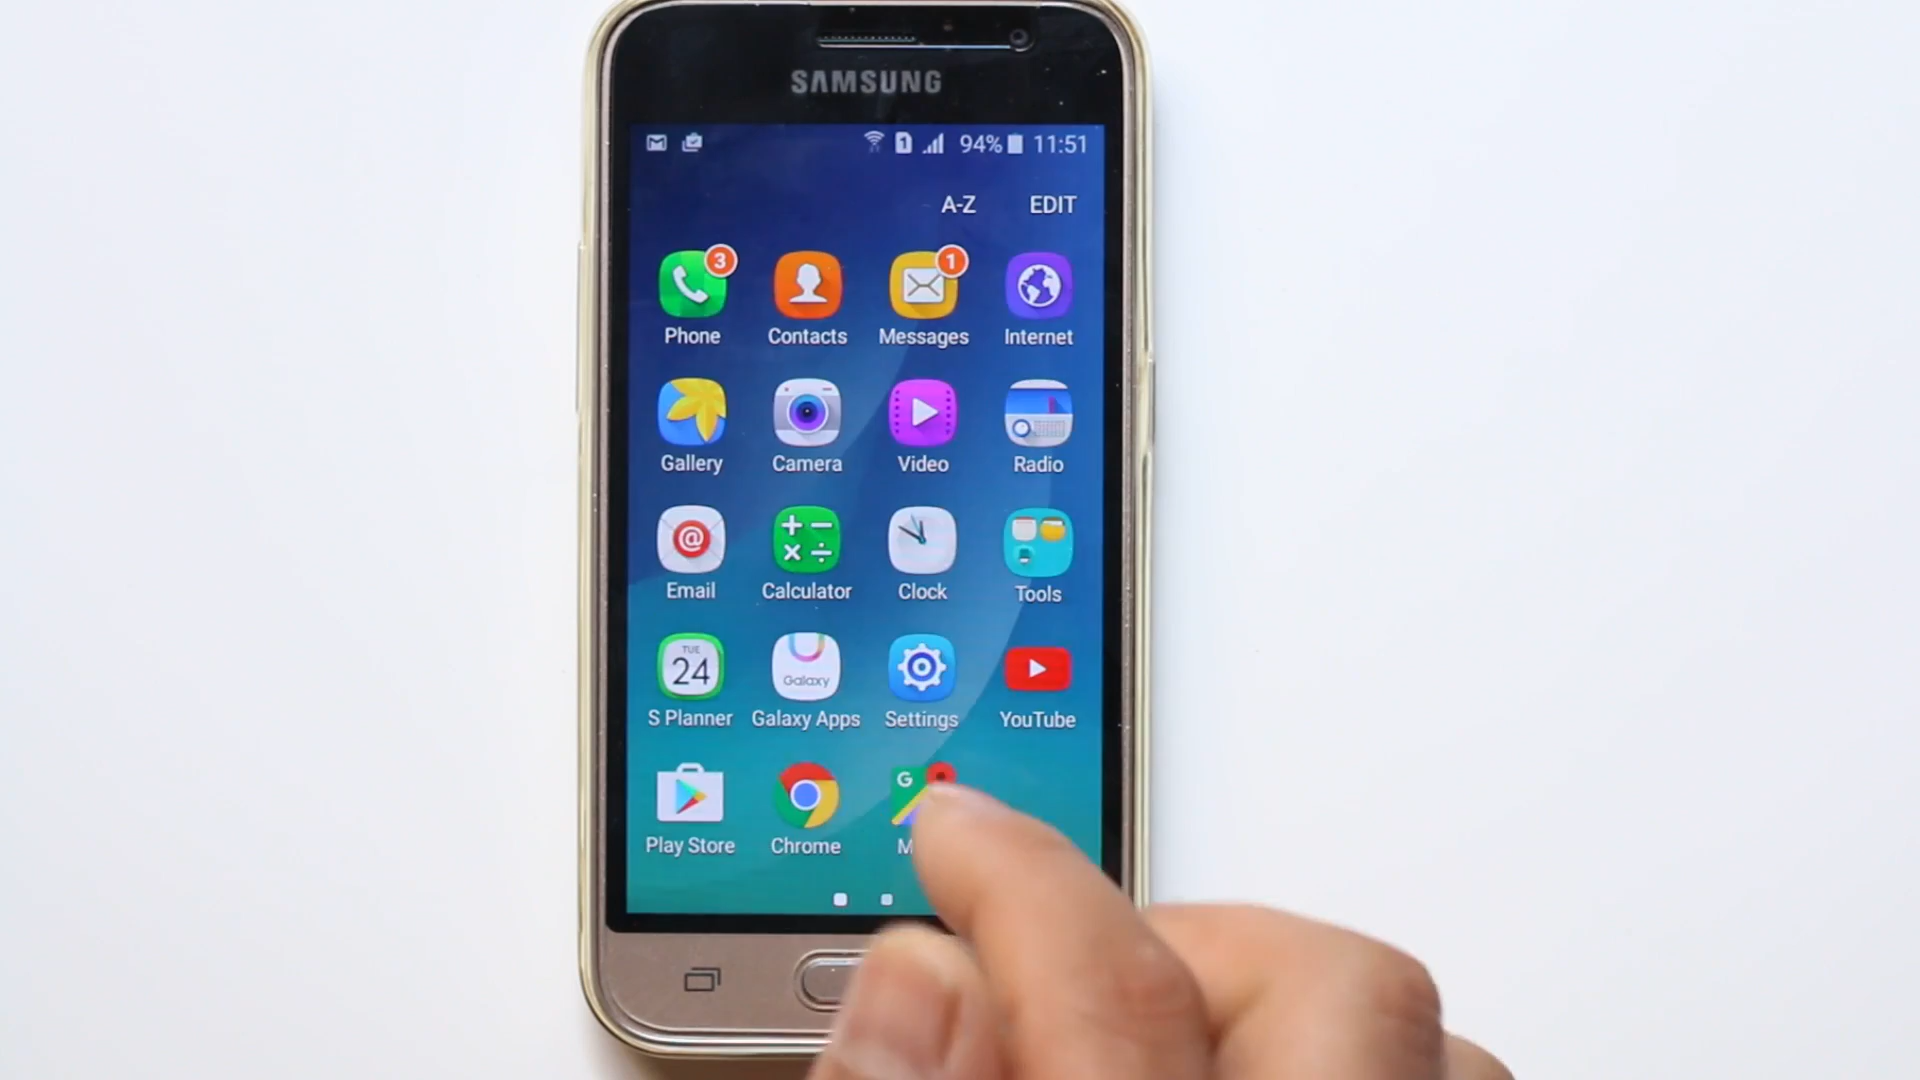 SAMSUNG
1 94% 11:51
A-Z EDIT
3 1
Phone Contacts Messages Internet
Gallery Camera Video Radio
@
Email Calculator Clock Tools
TUE
24 Galaxy
S Planner Galaxy Apps Settings YouTube
G
Play Store Chrome